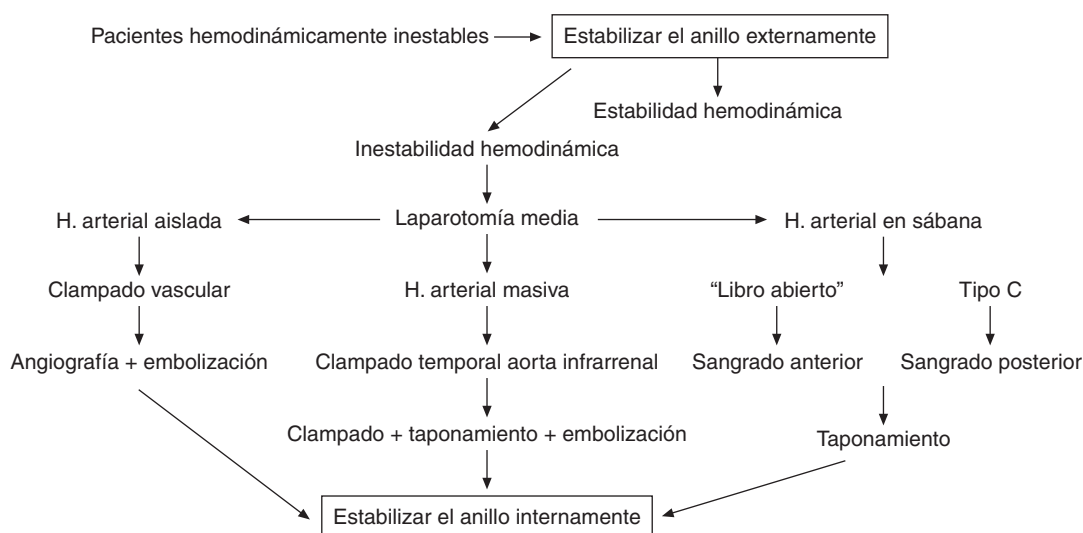 Pacientes hemodinámicamente inestables
Estabilizar el anillo externamente
Estabilidad hemodinámica
Inestabilidad hemodinámica
H. arterial aislada
Laparotomía media
H. arterial en sábana
Clampado vascular
H. arterial masiva
“Libro abierto”
Tipo C
Angiografía + embolización
Clampado temporal aorta infrarrenal
Sangrado anterior
Sangrado posterior
Clampado + taponamiento + embolización
Taponamiento
Estabilizar el anillo internamente